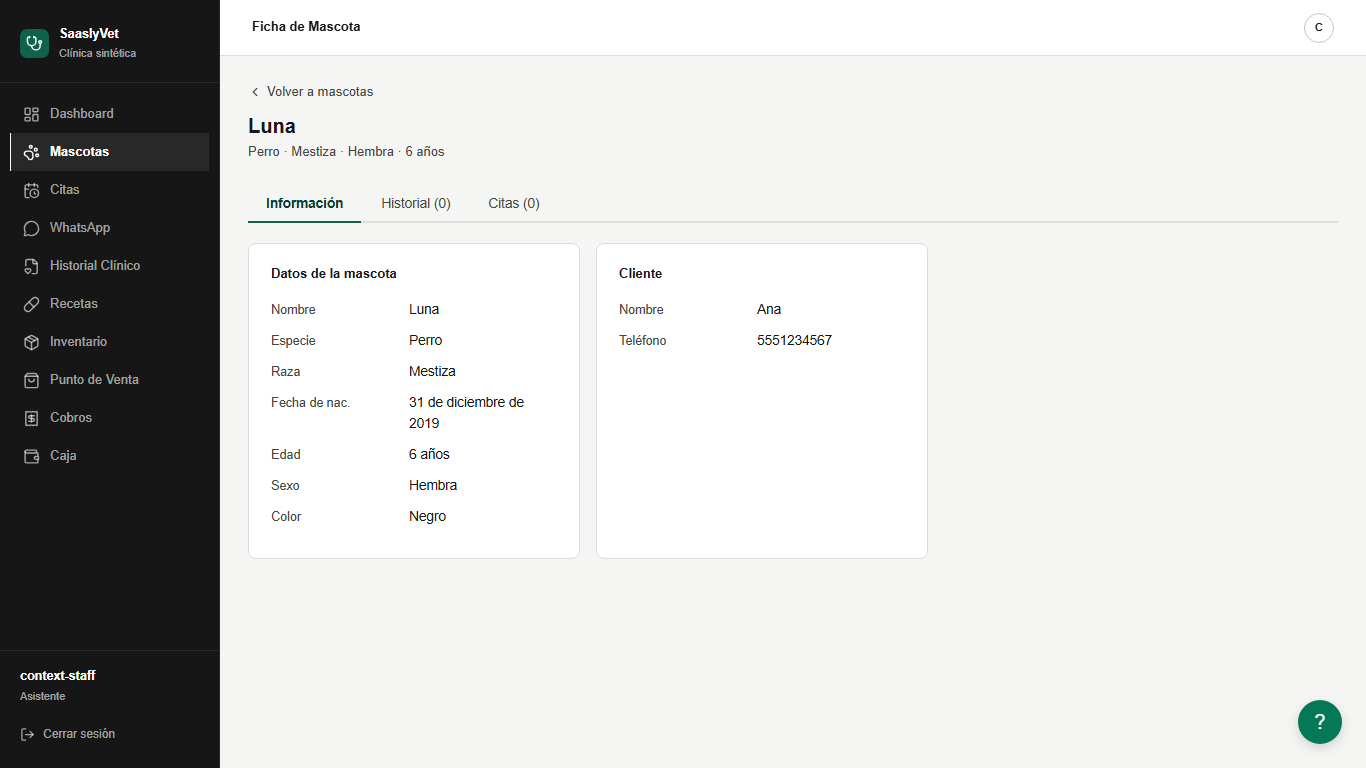 SaaslyVet
Clínica sintética
Dashboard
Mascotas
Citas
WhatsApp
Historial Clínico
Recetas
Inventario
Punto de Venta
Cobros
Caja
context-staff
Asistente
Cerrar sesión
Ficha de Mascota
C
Volver a mascotas
Luna
Perro · Mestiza · Hembra · 6 años
Información Historial (0) Citas (0)
Datos de la mascota
Nombre Luna
Especie Perro
Raza Mestiza
Fecha de nac. 31 de diciembre de
2019
Edad 6 años
Sexo Hembra
Color Negro
Cliente
Nombre Ana
Teléfono 5551234567
?